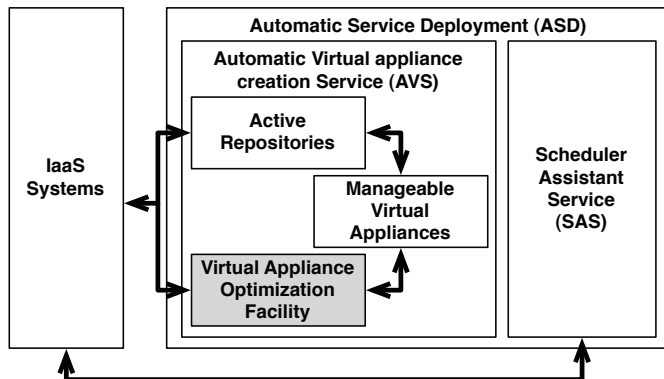 Automatic Service Deployment (ASD)
Automatic Virtual appliance
creation Service (AVS)
Active
Repositories
IaaS
Systems
Manageable
Virtual
Appliances
Virtual Appliance
Optimization
Facility
Scheduler
Assistant
Service
(SAS)